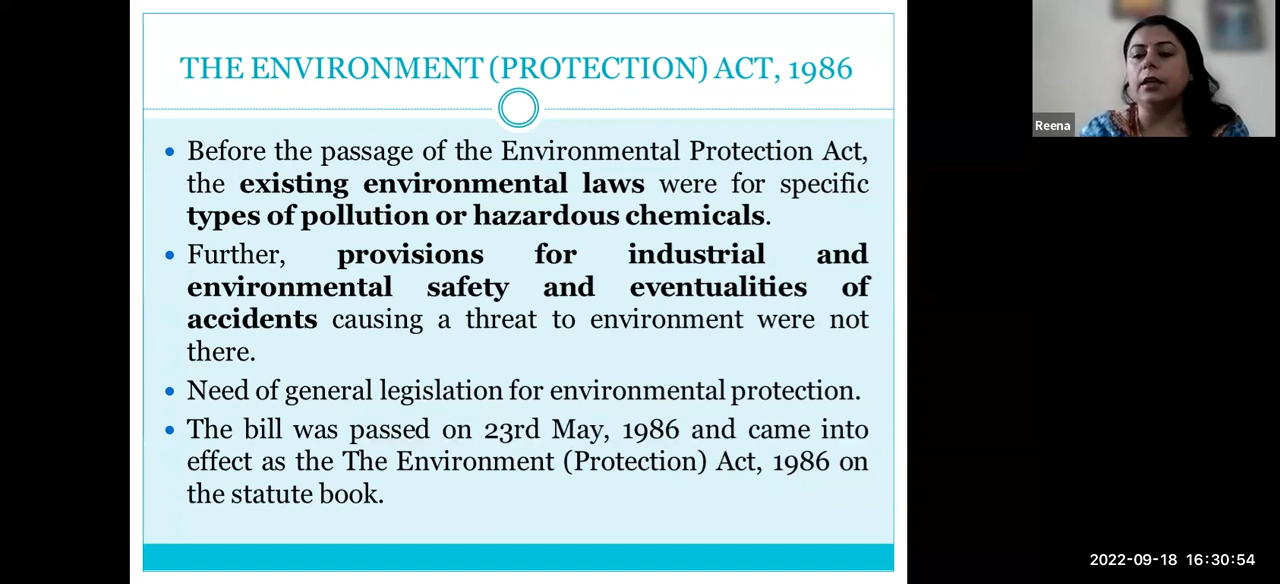 THE ENVIRONMENT (PROTECTION) ACT, 1986
Before the passage of the Environmental Protection Act,
the existing environmental laws were for specific
types of pollution or hazardous chemicals.
Further, provisions for industrial and
environmental safety and eventualities of
accidents causing a threat to environment were not
there.
Need of general legislation for environmental protection.
The bill was passed on 23rd May, 1986 and came into
effect as the The Environment (Protection) Act, 1986 on
the statute book.
Reena
2022-09-18 16:30:54